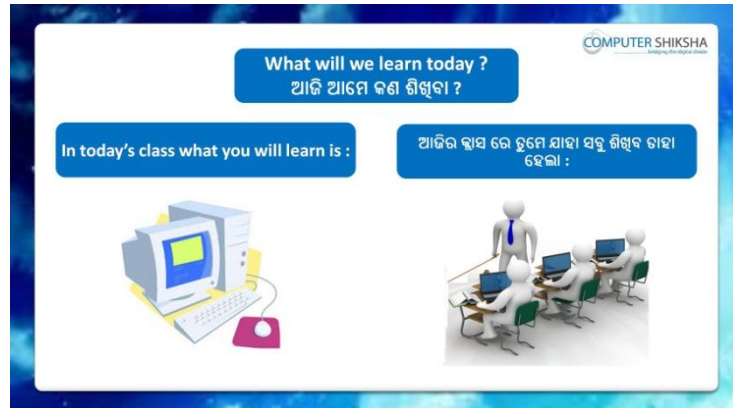 COMPUTER SHIKSHA
bridging the digital divide
What will we learn today ?
ଆଜି ଆମେ କଣ ଶିଖିବା ?
In today's class what you will learn is :
ଆଜିର କ୍ଲାସ ରେ ତୁମେ ଯାହା ସବୁ ଶିଖିବ ତାହା
ହେଲା :